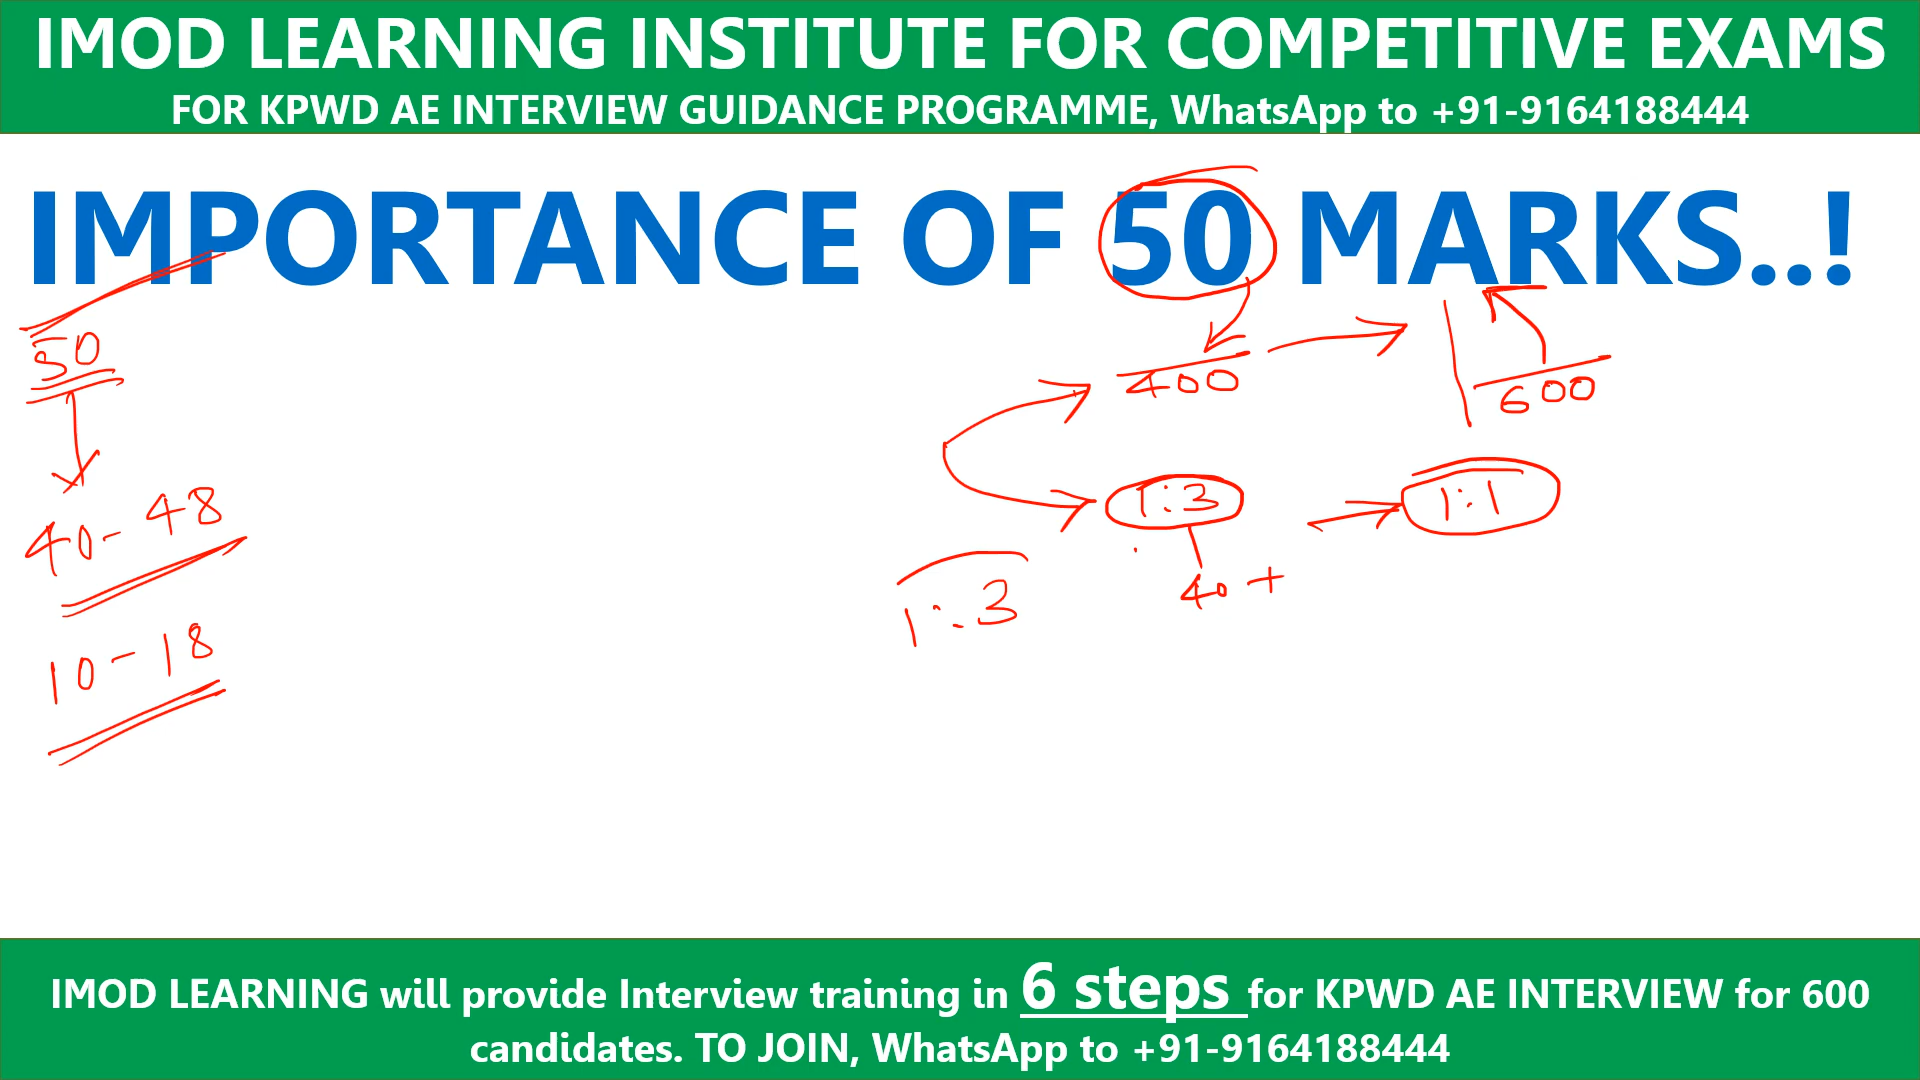 IMOD LEARNING INSTITUTE FOR COMPETITIVE EXAMS
FOR KPWD AE INTERVIEW GUIDANCE PROGRAMME, WhatsApp to +91-9164188444
IMPORTANCE OF 50 MARKS..!
50
400
600
40-48
1:3
1:1
40+
1:3
10-18
IMOD LEARNING will provide Interview training in 6 steps for KPWD AE INTERVIEW for 600
candidates. TO JOIN, WhatsApp to +91-9164188444